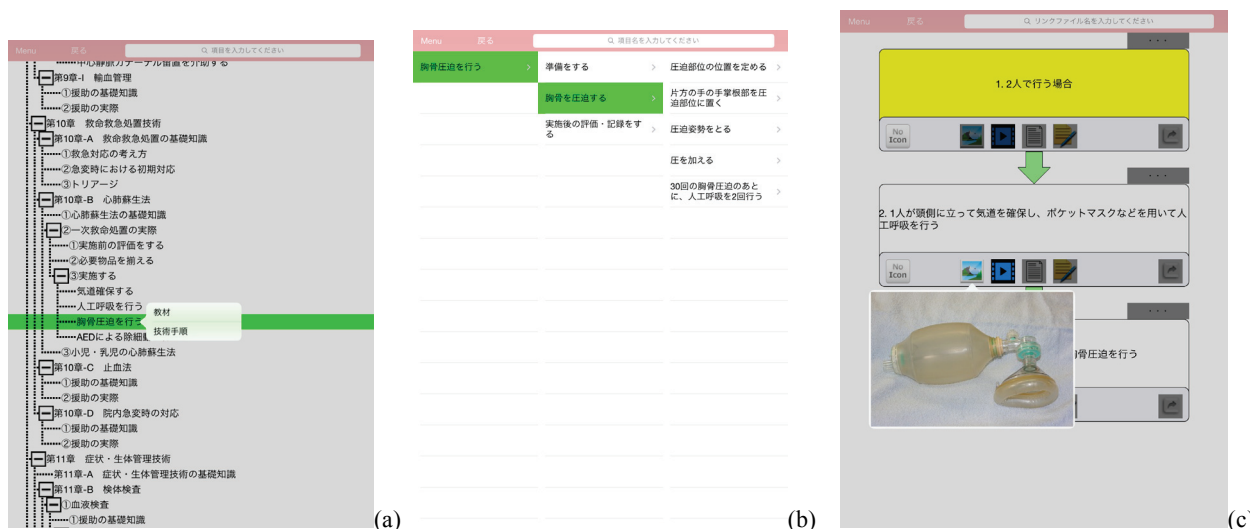 Menu
戻る
項目を入力してください
中心静脈カテーテル留置を介助する
第9章-I 輸血管理
①援助の基礎知識
②援助の実際
第10章 救命救急処置技術
第10章-A 救命救急処置の基礎知識
①救急対応の考え方
②急変時における初期対応
③トリアージ
第10章-B 心肺蘇生法
①心肺蘇生法の基礎知識
②一次救命処置の実際
①実施前の評価をする
②必要物品を揃える
③実施する
気道確保する
人工呼吸を行う
胸骨圧迫を行う
AEDによる除細動
教材
技術手順
③小児・乳児の心肺蘇生法
第10章-C 止血法
①援助の基礎知識
②援助の実際
第10章-D 院内急変時の対応
①援助の基礎知識
②援助の実際
第11章 症状・生体管理技術
第11章-A 症状・生体管理技術の基礎知識
第11章-B 検体検査
①血液検査
①援助の基礎知識
(a)
Menu
戻る
項目名を入力してください
胸骨圧迫を行う
準備をする
胸骨を圧迫する
実施後の評価・記録をす
る
圧迫部位の位置を定める
片方の手の手掌根部を圧
迫部位に置く
圧迫姿勢をとる
圧を加える
30回の胸骨圧迫のあと
に、人工呼吸を2回行う
(b)
Menu
戻る
リンクファイル名を入力してください
1. 2人で行う場合
No
Icon
2. 1人が頭側に立って気道を確保し、ポケットマスクなどを用いて人
工呼吸を行う
No
Icon
骨圧迫を行う
(c)